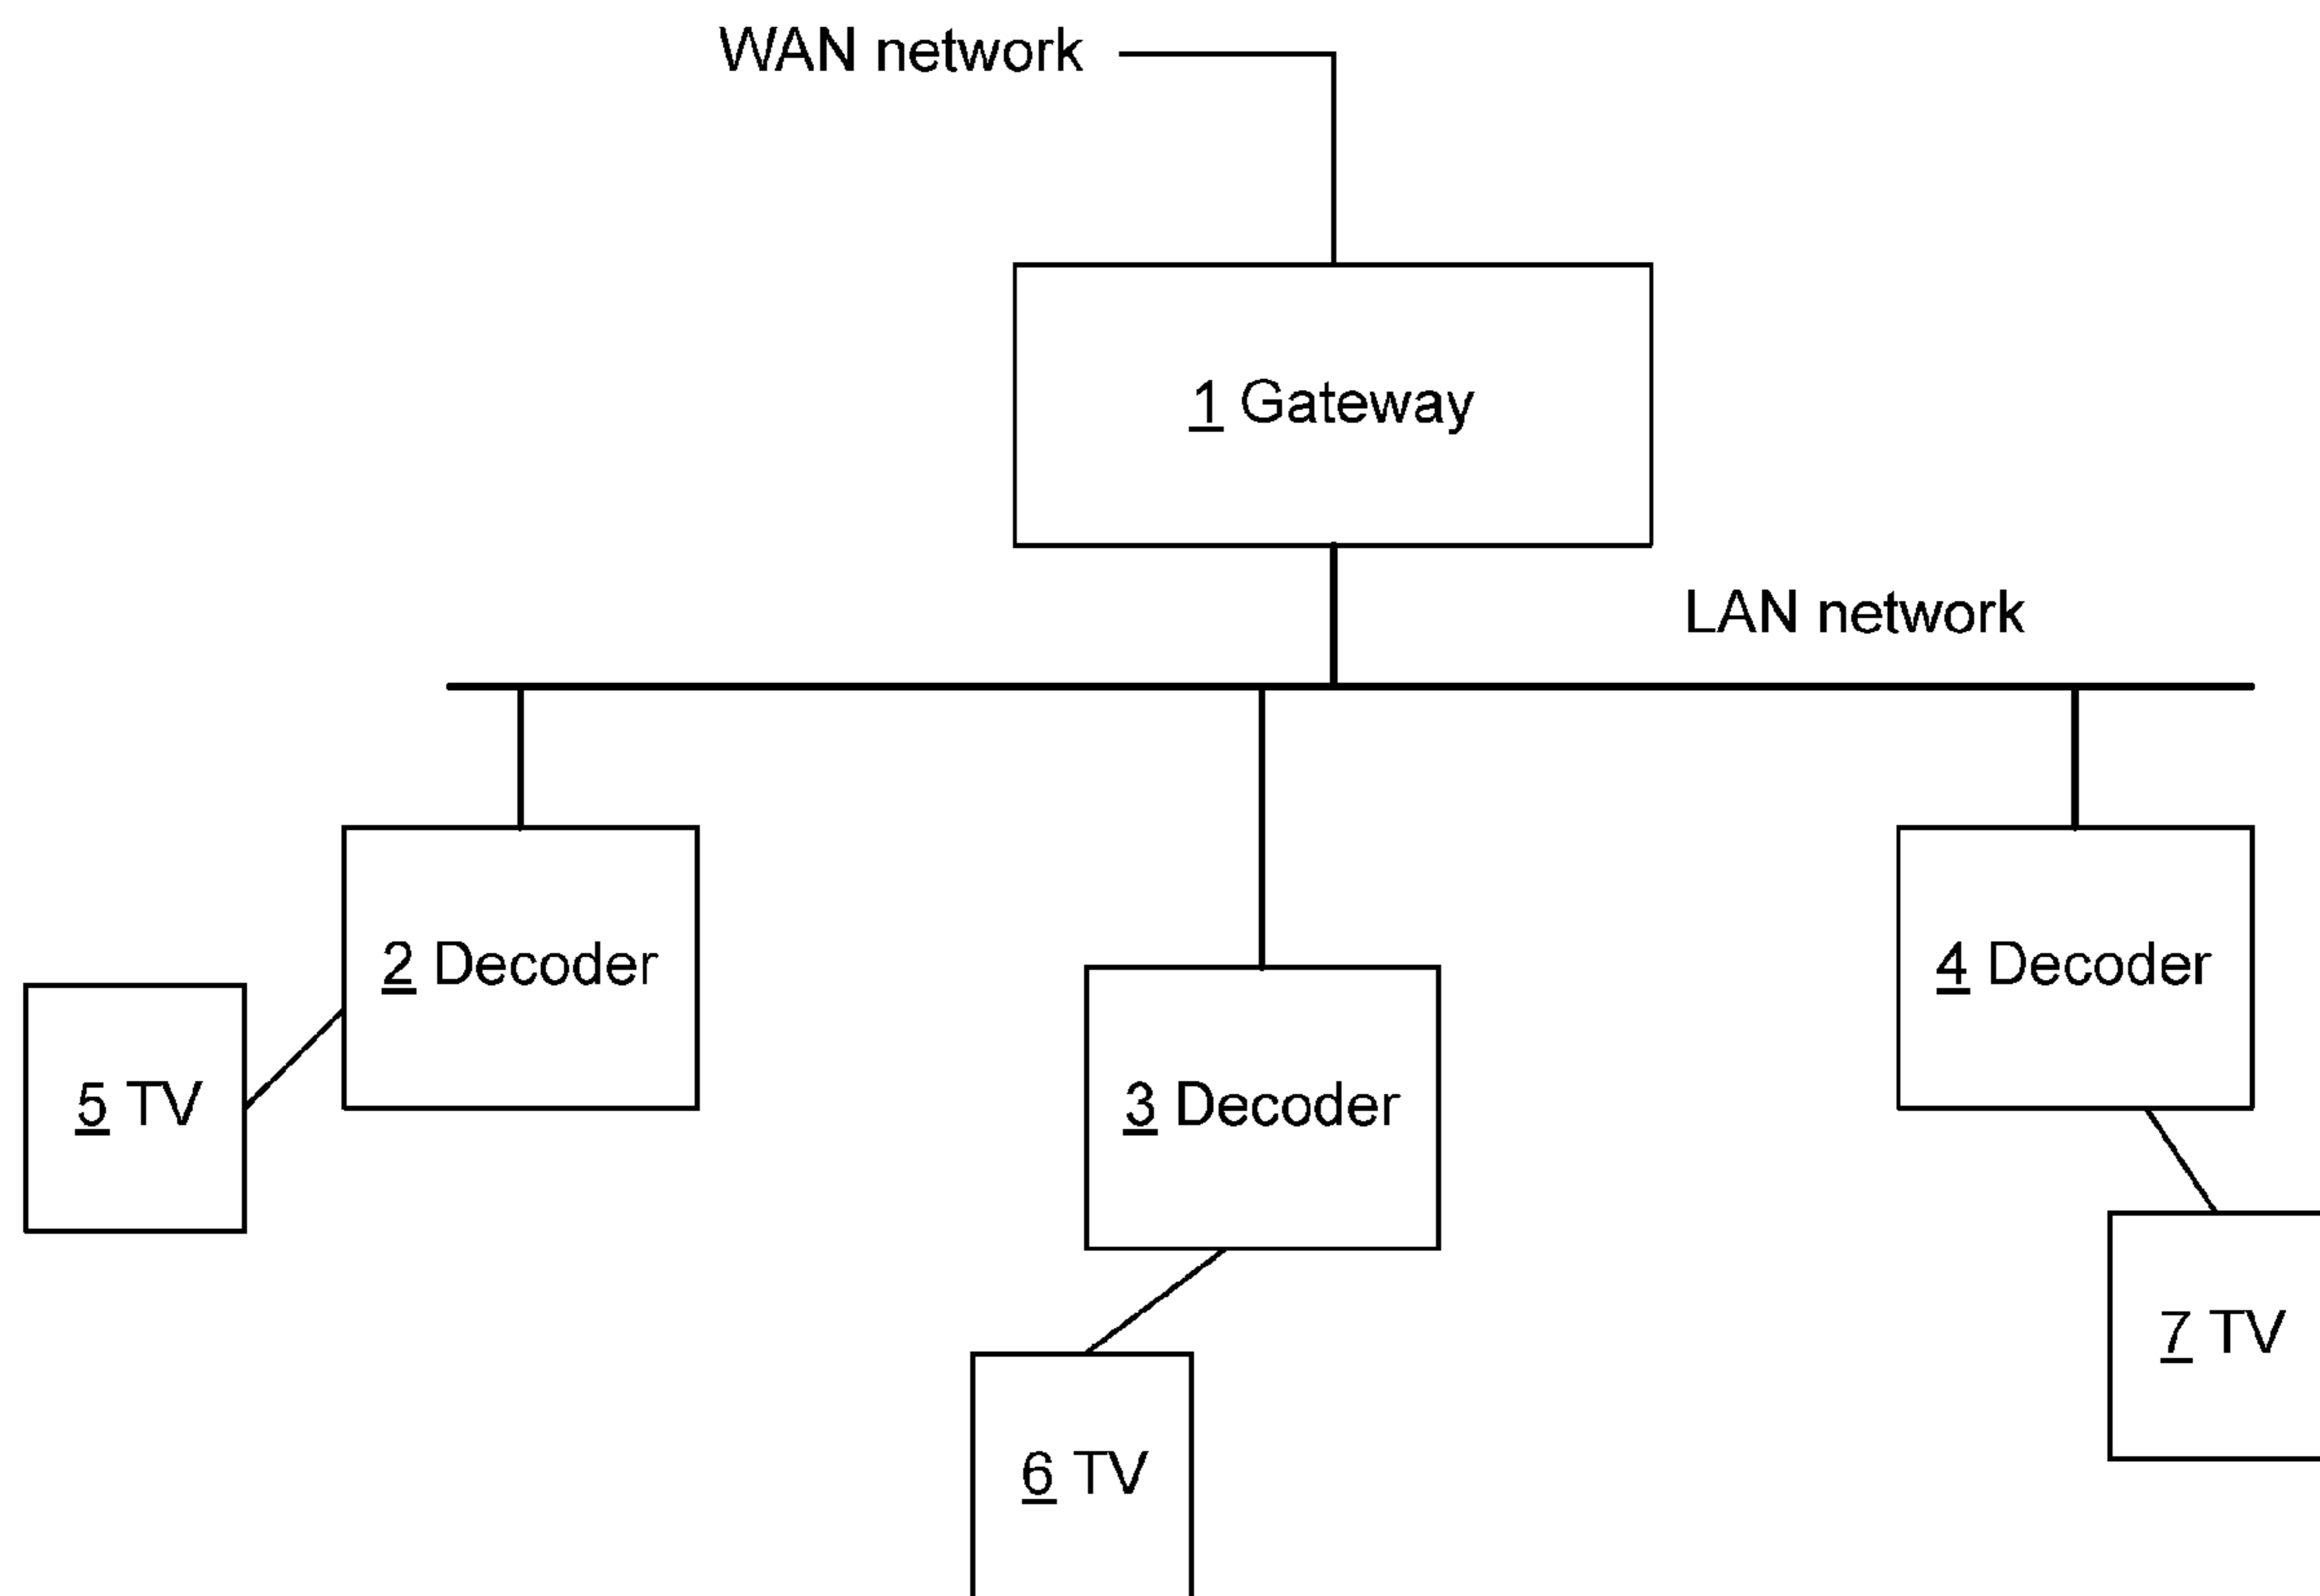 WAN network
1 Gateway
LAN network
2 Decoder
4 Decoder
5 TV
3 Decoder
7 TV
6 TV